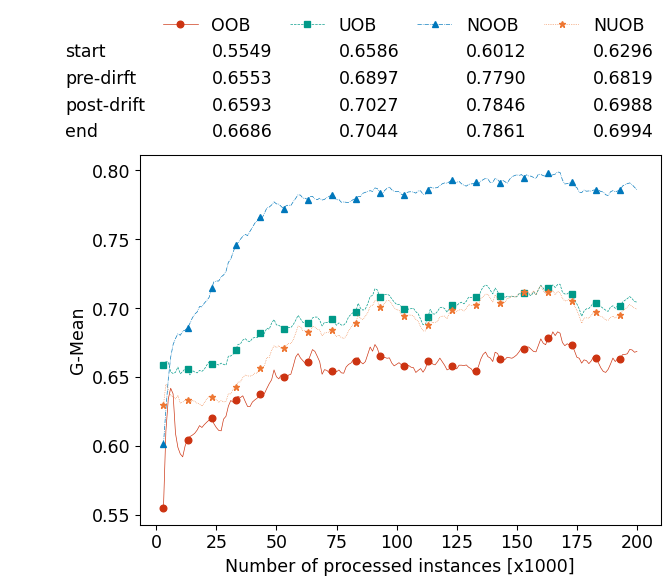 OOB UOB NOOB NUOB
start 0.5549 0.6586 0.6012 0.6296
pre-dirft 0.6553 0.6897 0.7790 0.6819
post-drift 0.6593 0.7027 0.7846 0.6988
end 0.6686 0.7044 0.7861 0.6994
0.80
0.75
0.70
0.65
0.60
0.55
G-Mean
0 25 50 75 100 125 150 175 200
Number of processed instances [x1000]